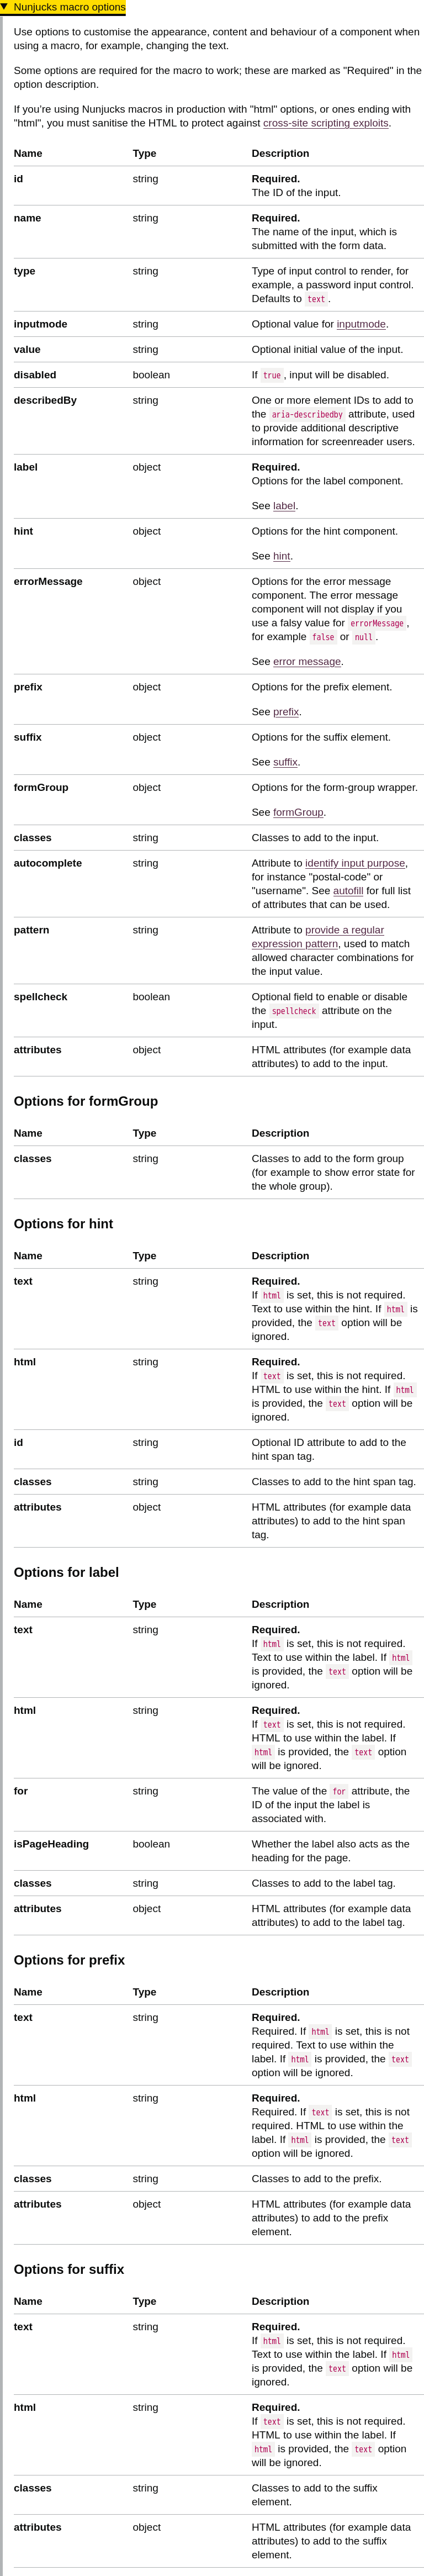 Nunjucks macro options
Use options to customise the appearance, content and behaviour of a component when
using a macro, for example, changing the text.
Some options are required for the macro to work; these are marked as "Required" in the
option description.
If you’re using Nunjucks macros in production with "html" options, or ones ending with
"html", you must sanitise the HTML to protect against cross-site scripting exploits.
Name Type Description
id string Required.
The ID of the input.
name string Required.
The name of the input, which is
submitted with the form data.
type string Type of input control to render, for
example, a password input control.
Defaults to text.
inputmode string Optional value for inputmode.
value string Optional initial value of the input.
disabled boolean If true, input will be disabled.
describedBy string One or more element IDs to add to
the aria-describedby attribute, used
to provide additional descriptive
information for screenreader users.
label object Required.
Options for the label component.
See label.
hint object Options for the hint component.
See hint.
errorMessage object Options for the error message
component. The error message
component will not display if you
use a falsy value for errorMessage,
for example false or null.
See error message.
prefix object Options for the prefix element.
See prefix.
suffix object Options for the suffix element.
See suffix.
formGroup object Options for the form-group wrapper.
See formGroup.
classes string Classes to add to the input.
autocomplete string Attribute to identify input purpose,
for instance "postal-code" or
"username". See autofill for full list
of attributes that can be used.
pattern string Attribute to provide a regular
expression pattern, used to match
allowed character combinations for
the input value.
spellcheck boolean Optional field to enable or disable
the spellcheck attribute on the
input.
attributes object HTML attributes (for example data
attributes) to add to the input.
Options for formGroup
Name Type Description
classes string Classes to add to the form group
(for example to show error state for
the whole group).
Options for hint
Name Type Description
text string Required.
If html is set, this is not required.
Text to use within the hint. If html is
provided, the text option will be
ignored.
html string Required.
If text is set, this is not required.
HTML to use within the hint. If html
is provided, the text option will be
ignored.
id string Optional ID attribute to add to the
hint span tag.
classes string Classes to add to the hint span tag.
attributes object HTML attributes (for example data
attributes) to add to the hint span
tag.
Options for label
Name Type Description
text string Required.
If html is set, this is not required.
Text to use within the label. If html
is provided, the text option will be
ignored.
html string Required.
If text is set, this is not required.
HTML to use within the label. If
html is provided, the text option
will be ignored.
for string The value of the for attribute, the
ID of the input the label is
associated with.
isPageHeading boolean Whether the label also acts as the
heading for the page.
classes string Classes to add to the label tag.
attributes object HTML attributes (for example data
attributes) to add to the label tag.
Options for prefix
Name Type Description
text string Required.
Required. If html is set, this is not
required. Text to use within the
label. If html is provided, the text
option will be ignored.
html string Required.
Required. If text is set, this is not
required. HTML to use within the
label. If html is provided, the text
option will be ignored.
classes string Classes to add to the prefix.
attributes object HTML attributes (for example data
attributes) to add to the prefix
element.
Options for suffix
Name Type Description
text string Required.
If html is set, this is not required.
Text to use within the label. If html
is provided, the text option will be
ignored.
html string Required.
If text is set, this is not required.
HTML to use within the label. If
html is provided, the text option
will be ignored.
classes string Classes to add to the suffix
element.
attributes object HTML attributes (for example data
attributes) to add to the suffix
element.